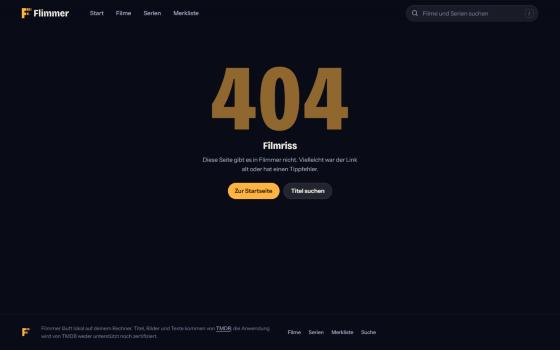 Flimmer
Start Filme Serien Merkliste
Filme und Serien suchen /
404
Filmriss
Diese Seite gibt es in Flimmer nicht. Vielleicht war der Link
alt oder hat einen Tippfehler.
Zur Startseite Titel suchen
Flimmer läuft lokal auf deinem Rechner. Titel, Bilder und Texte kommen von TMDB, die Anwendung
wird von TMDB weder unterstützt noch zertifiziert.
Filme Serien Merkliste Suche